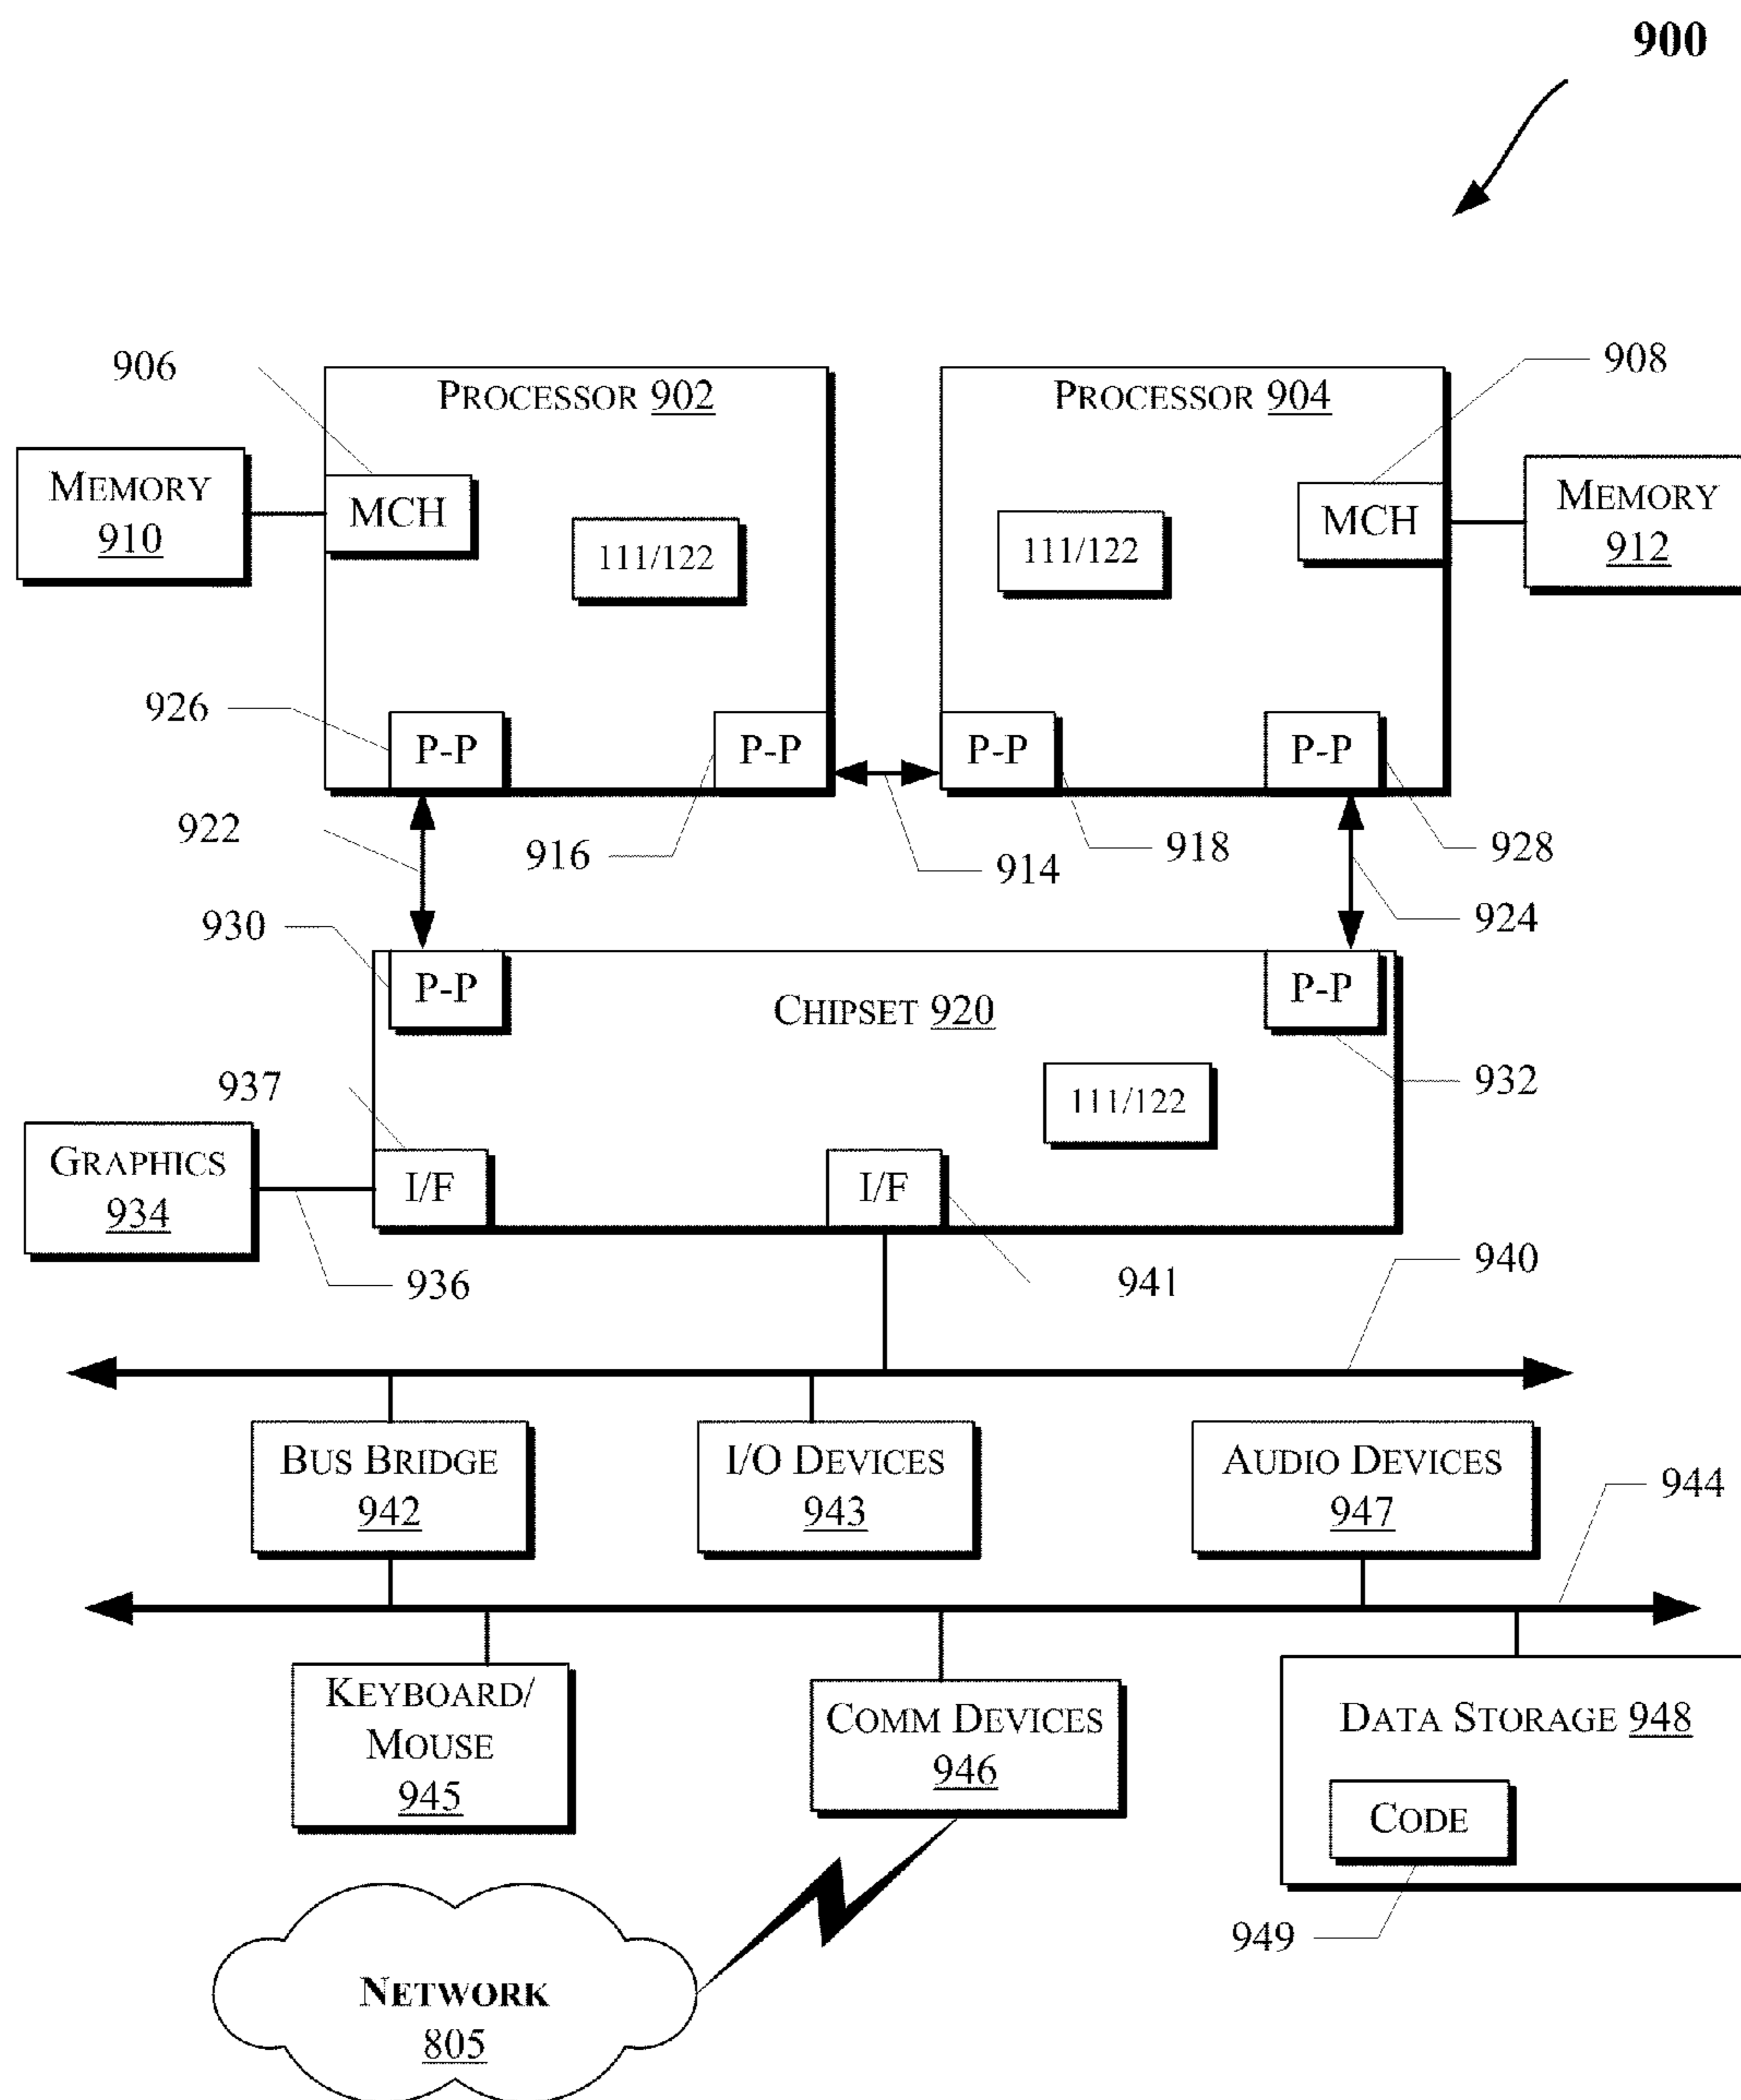 900
906
PROCESSOR 902
PROCESSOR 904
908
MEMORY
910
MCH
111/122
111/122
MCH
MEMORY
912
926
P-P
P-P
P-P
P-P
922
916
914
918
928
924
930
P-P
CHIPSET 920
P-P
932
937
111/122
GRAPHICS
934
I/F
I/F
936
941
940
BUS BRIDGE
942
I/O DEVICES
943
AUDIO DEVICES
947
944
KEYBOARD/
MOUSE
945
COMM DEVICES
946
DATA STORAGE 948
CODE
949
NETWORK
805